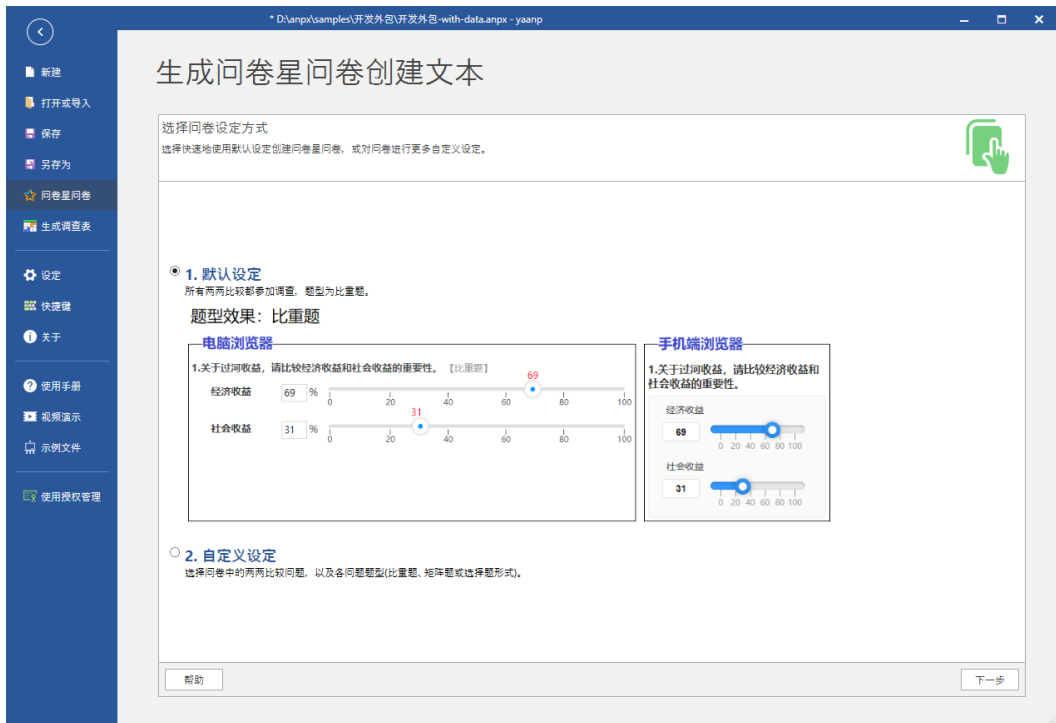 * D:\anpx\samples\开发外包\开发外包-with-data.anpx - yaanp
新建
打开或导入
保存
另存为
问卷星问卷
生成调查表
设定
快捷键
关于
使用手册
视频演示
示例文件
使用授权管理
生成问卷星问卷创建文本
选择问卷设定方式
选择快速地使用默认设定创建问卷星问卷，或对问卷进行更多自定义设定。
1. 默认设定
所有两两比较都参加调查，题型为比重题。
题型效果：比重题
电脑浏览器
1.关于过河收益，请比较经济收益和社会收益的重要性。【比重题】
69
经济收益 69 %
0 20 40 60 80 100
31
社会收益 31 %
0 20 40 60 80 100
手机端浏览器
1.关于过河收益，请比较经济收益和
社会收益的重要性。
经济收益
69
0 20 40 60 80 100
社会收益
31
0 20 40 60 80 100
2. 自定义设定
选择问卷中的两两比较问题，以及各问题题型(比重题、矩阵题或选择题形式)。
帮助
下一步